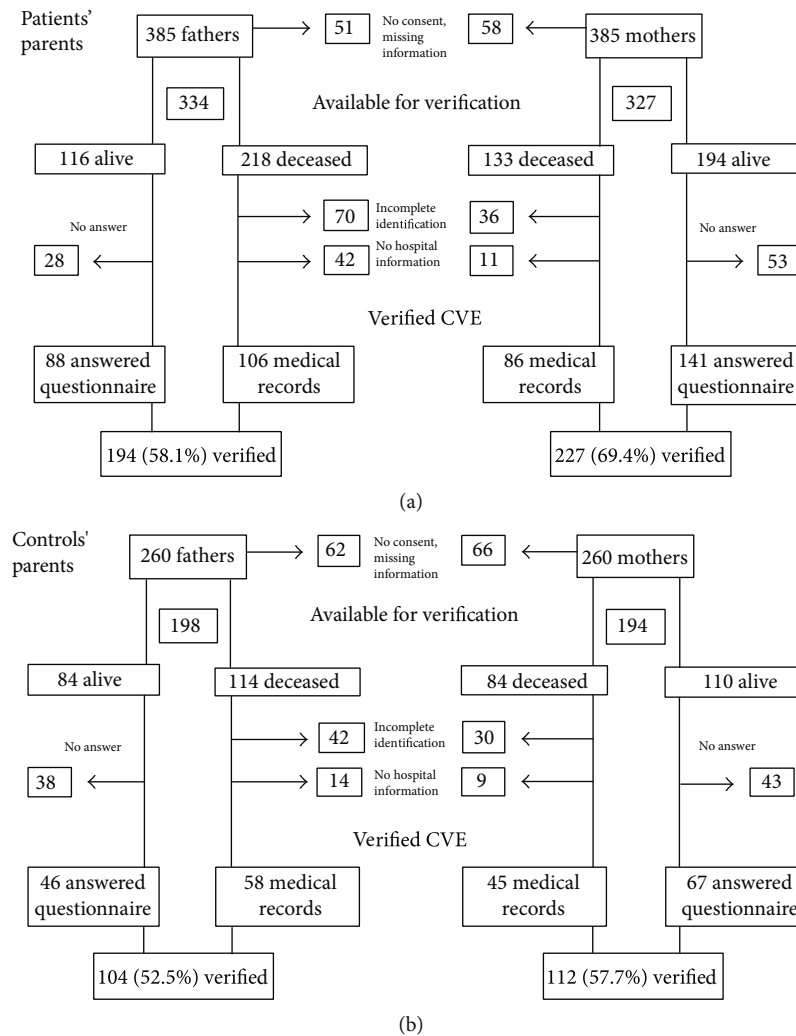 Patients'
parents
385 fathers
51
No consent,
missing
information
58
385 mothers
334
Available for verification
327
116 alive
218 deceased
133 deceased
194 alive
No answer
28
70
Incomplete
identification
36
42
No hospital
information
11
No answer
53
Verified CVE
88 answered
questionnaire
106 medical
records
86 medical
records
141 answered
questionnaire
194 (58.1%) verified
227 (69.4%) verified
(a)
Controls'
parents
260 fathers
62
No consent,
missing
information
66
260 mothers
198
Available for verification
194
84 alive
114 deceased
84 deceased
110 alive
No answer
38
42
Incomplete
identification
30
14
No hospital
information
9
No answer
43
Verified CVE
46 answered
questionnaire
58 medical
records
45 medical
records
67 answered
questionnaire
104 (52.5%) verified
112 (57.7%) verified
(b)